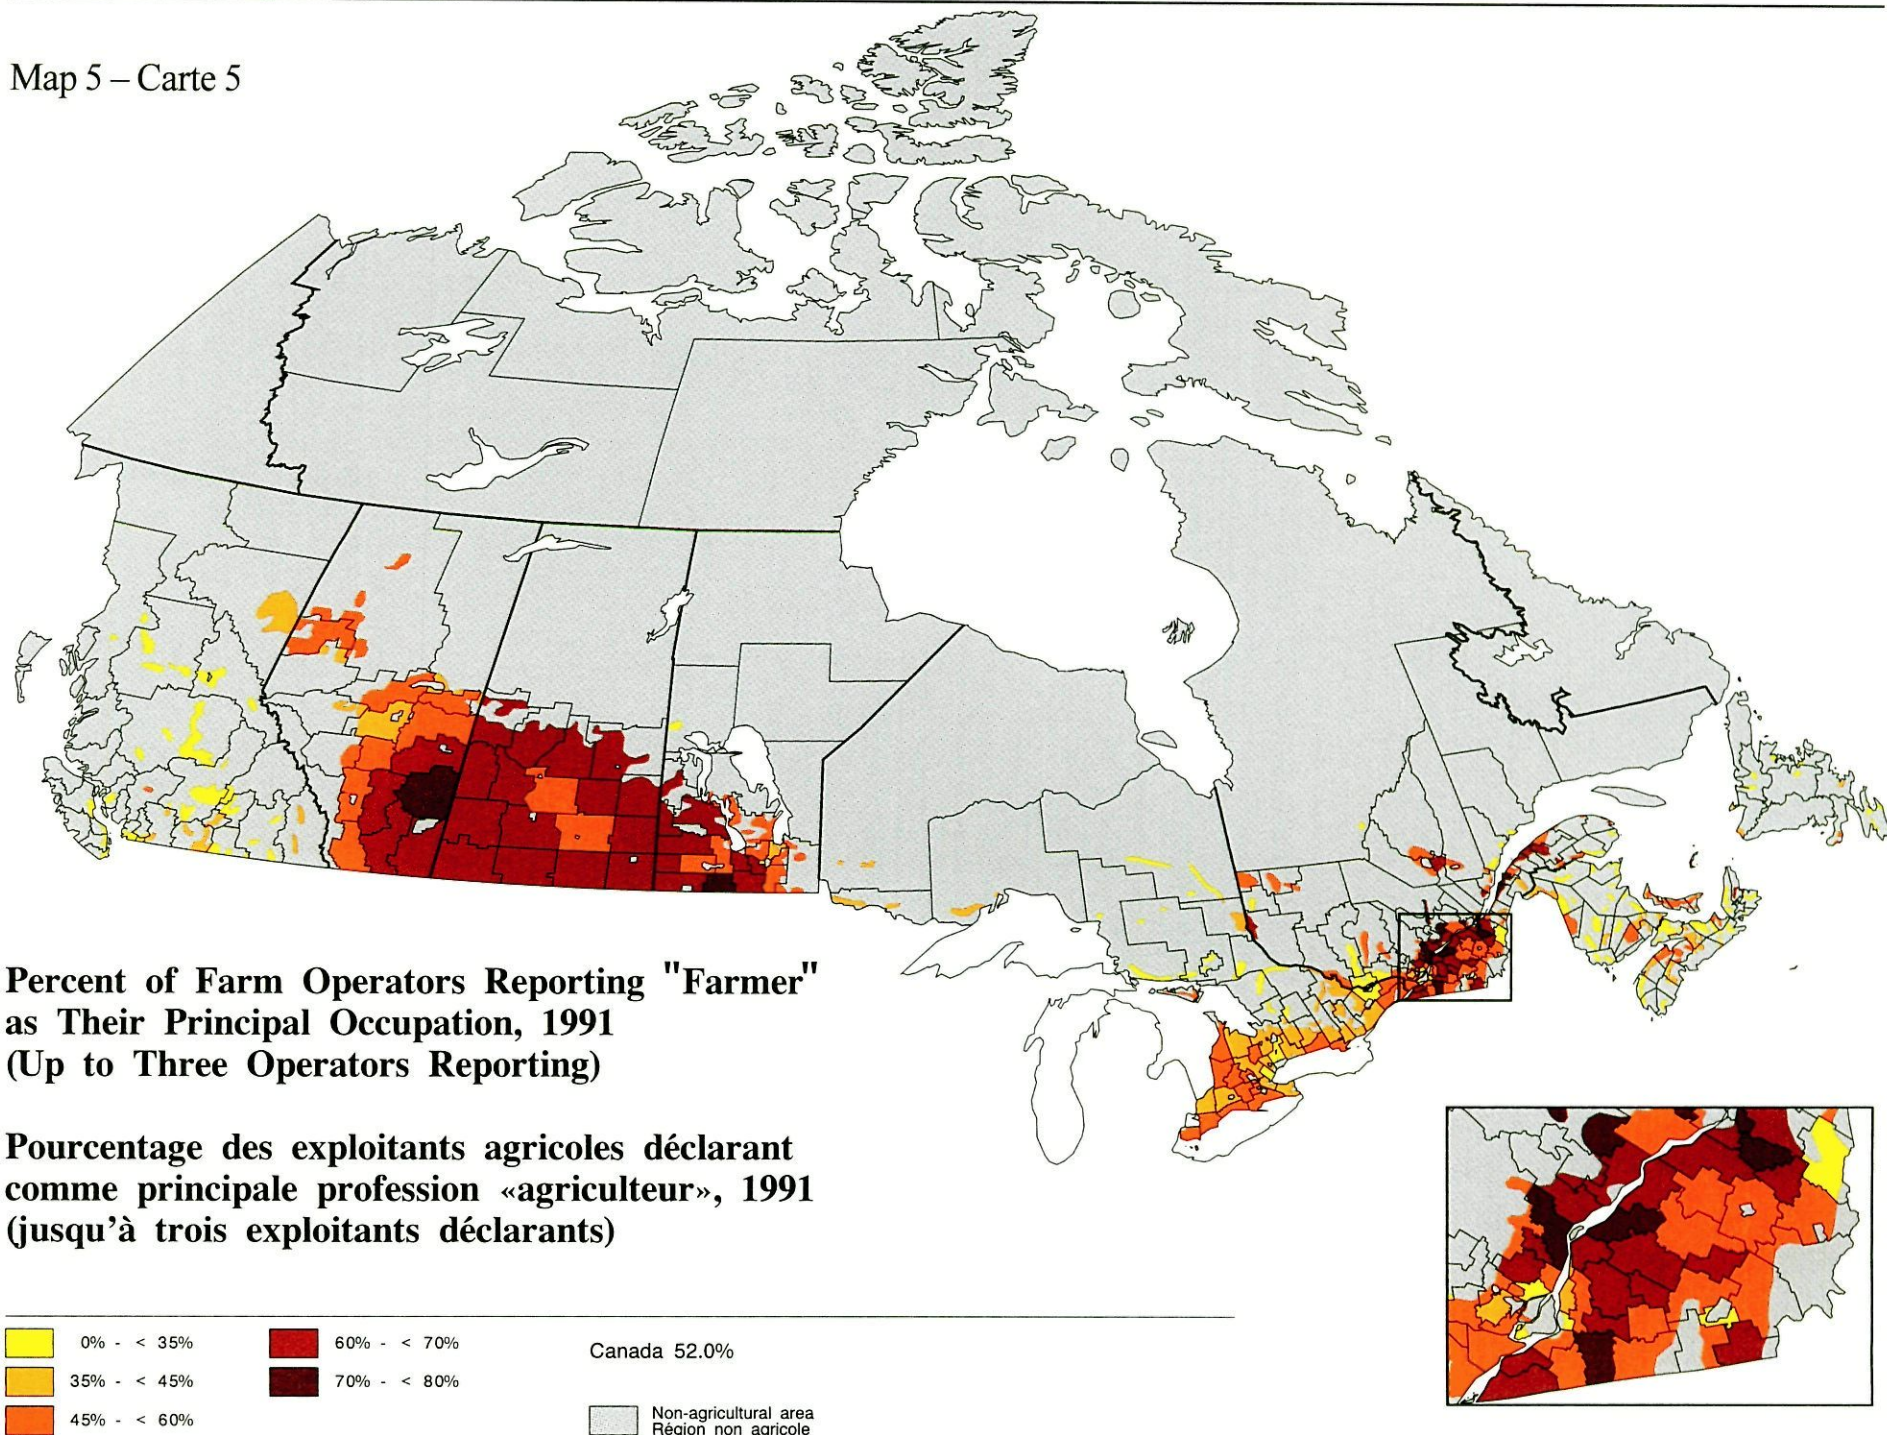 Map 5 – Carte 5
Percent of Farm Operators Reporting "Farmer"
as Their Principal Occupation, 1991
(Up to Three Operators Reporting)
Pourcentage des exploitants agricoles déclarant
comme principale profession «agriculteur», 1991
(jusqu'à trois exploitants déclarants)
0% - < 35%
35% - < 45%
45% - < 60%
60% - < 70%
70% - < 80%
Canada 52.0%
Non-agricultural area
Région non agricole